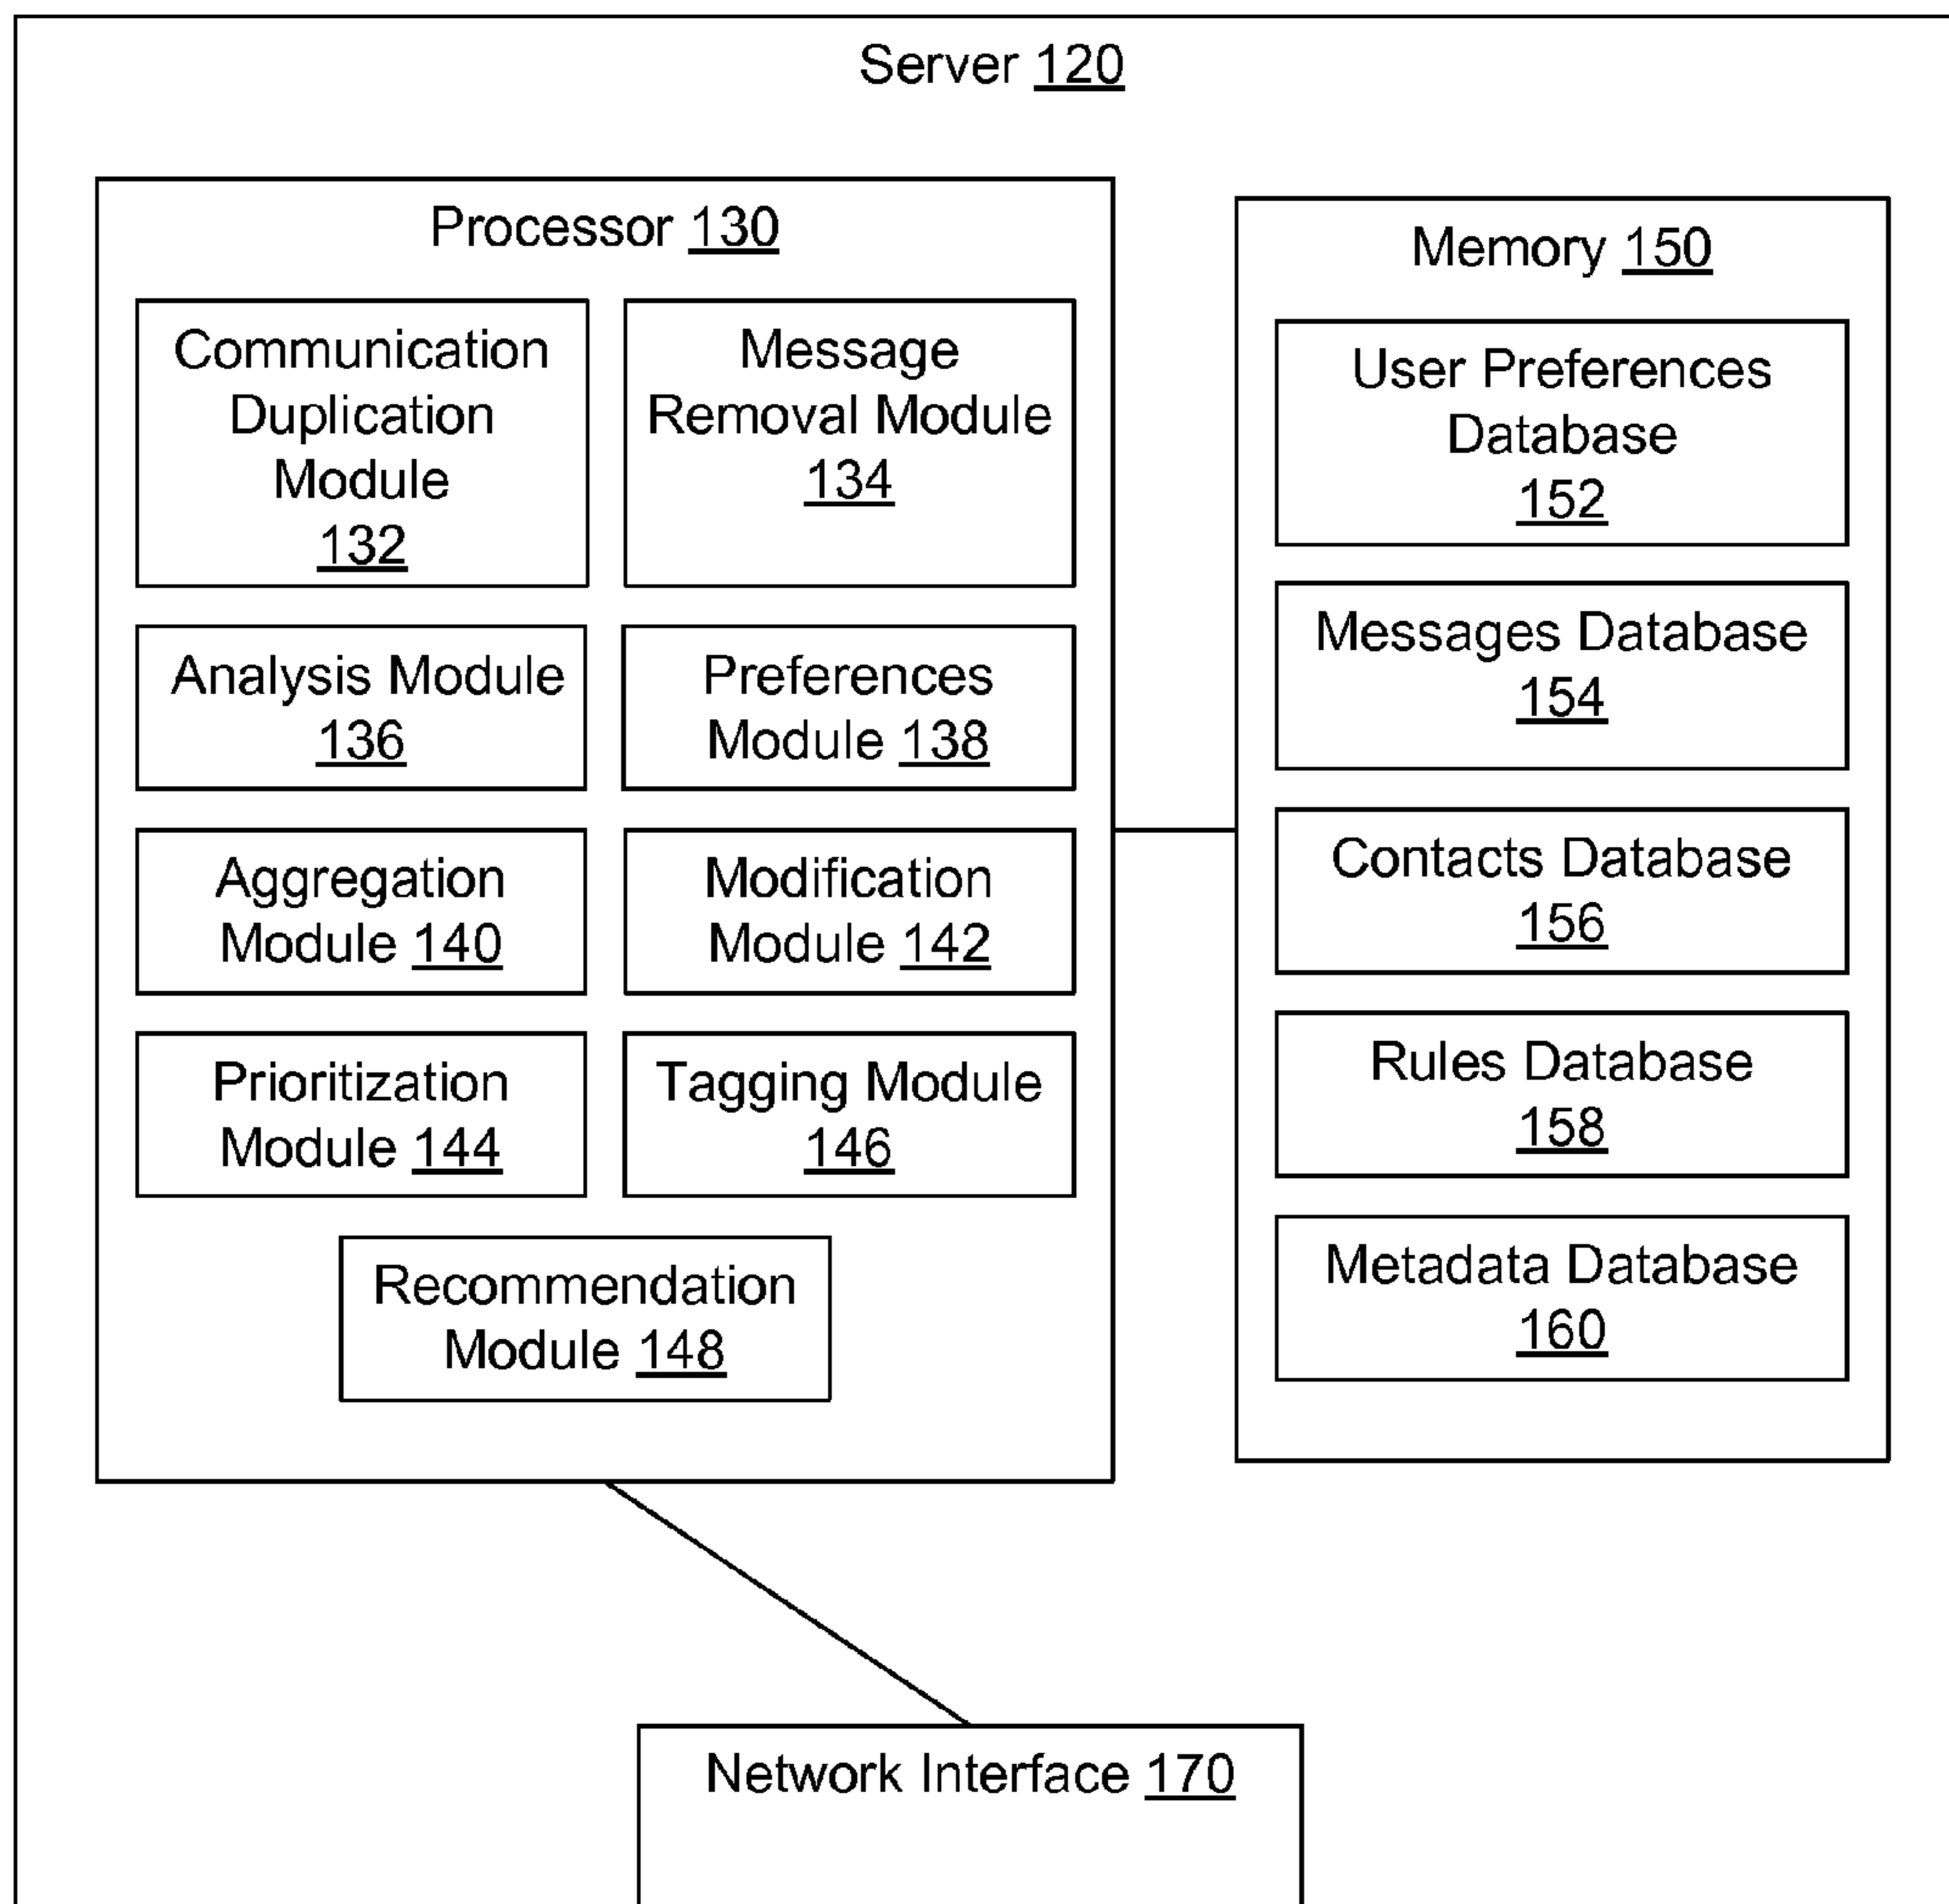 Server 120
Processor 130
Communication
Duplication
Module
132
Message
Removal Module
134
Analysis Module
136
Preferences
Module 138
Aggregation
Module 140
Modification
Module 142
Prioritization
Module 144
Tagging Module
146
Recommendation
Module 148
Memory 150
User Preferences
Database
152
Messages Database
154
Contacts Database
156
Rules Database
158
Metadata Database
160
Network Interface 170